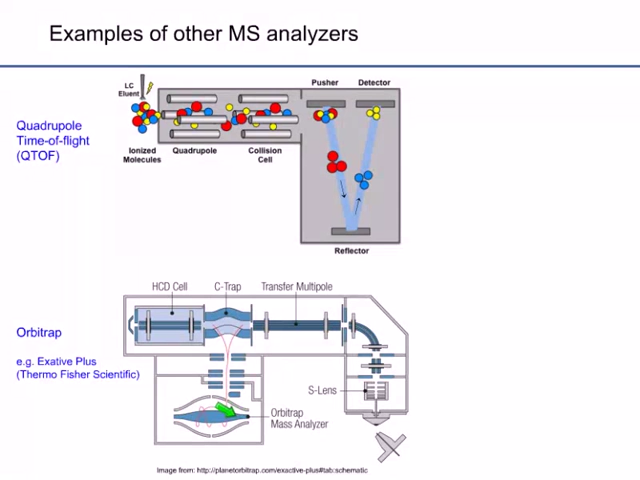 Examples of other MS analyzers
LC
Eluent
Pusher
Detector
Quadrupole
Time-of-flight
(QTOF)
Ionized
Molecules
Quadrupole
Collision
Cell
Reflector
HCD Cell
C-Trap
Transfer Multipole
Orbitrap
e.g. Exative Plus
(Thermo Fisher Scientific)
S-Lens
Orbitrap
Mass Analyzer
Image from: http://planetorbitrap.com/exactive-plus#tab:schematic